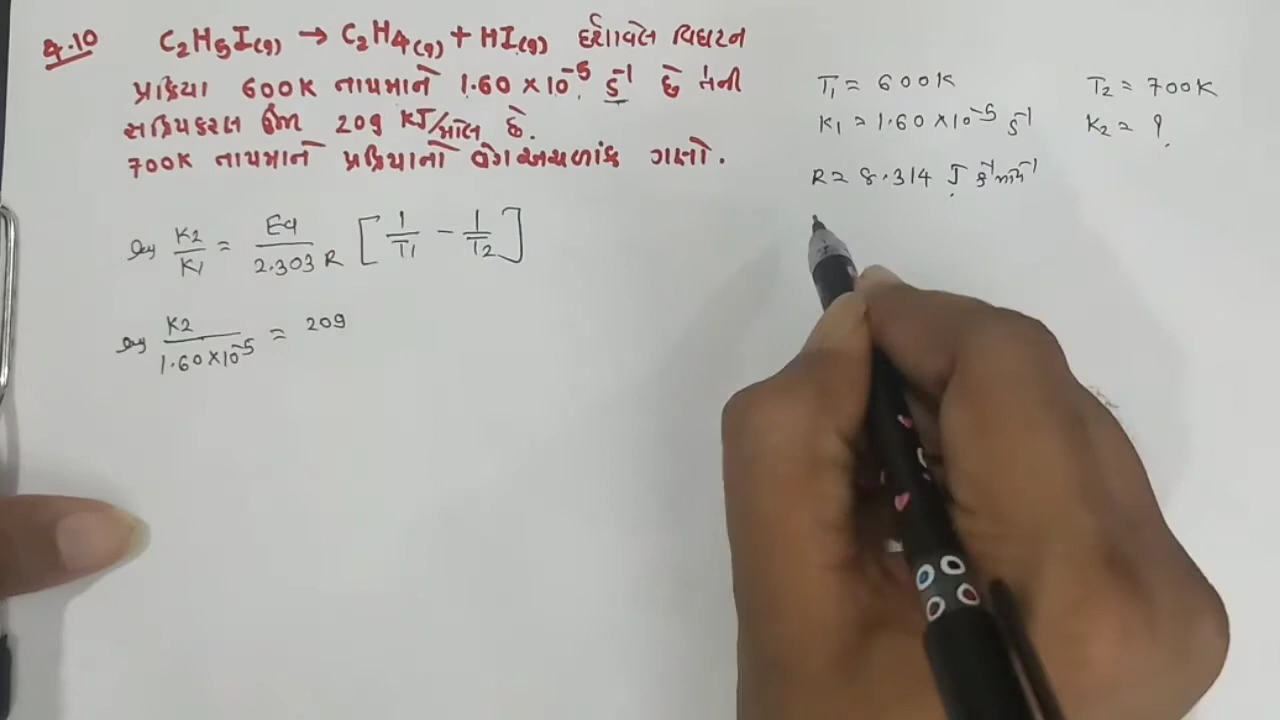 4.10 C₂H₅I(g) → C₂H₄(g) + HI(g) દર્શાવેલ વિઘટન
પ્રક્રિયા 600K તાપમાને 1.60 × 10⁻⁵ S⁻¹ છે તેની
સક્રિયકરણ ઊર્જા 209 KJ/મોલ છે.
700K તાપમાને પ્રક્રિયાનો વેગઅચળાંક ગણો.
T₁ = 600K T₂ = 700K
K₁ = 1.60 × 10⁻⁵ S⁻¹ K₂ = ?
R = 8.314 J
log K₂/K₁ = Ea/2.303 R [1/T₁ − 1/T₂]
log K₂/1.60 × 10⁻⁵ = 209